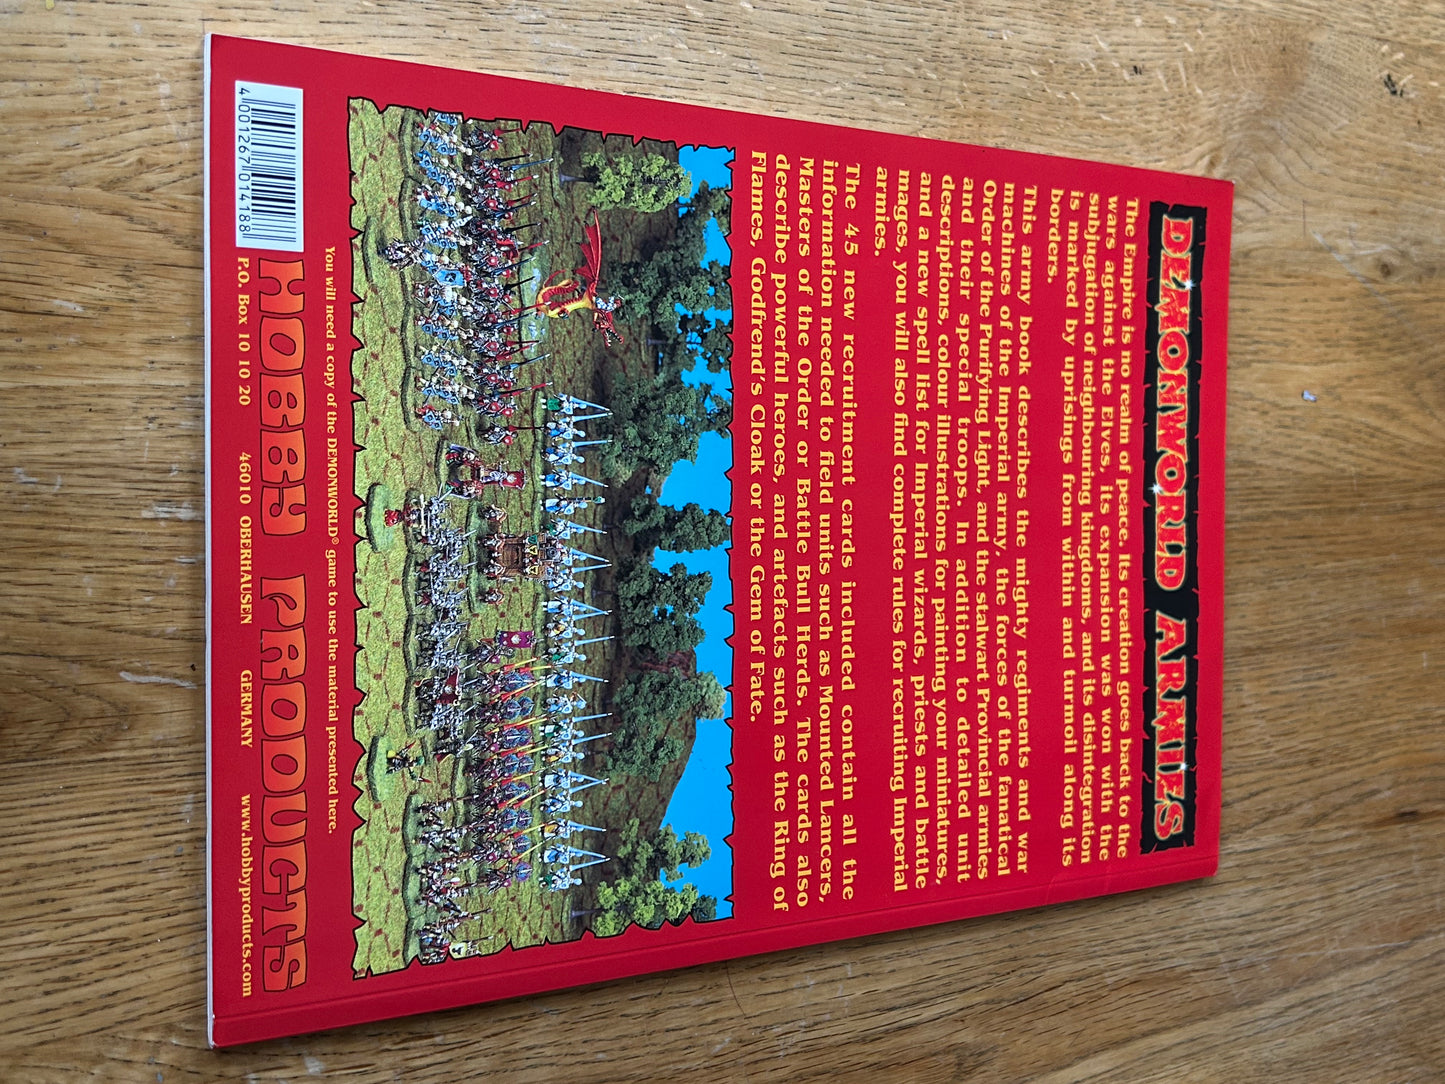 DEMONWORLD ARMIES
The Empire is no realm of peace. Its creation goes back to the
wars against the Elves, its expansion was won with the
subjugation of neighbouring kingdoms, and its disintegration
is marked by uprisings from within and turmoil along its
borders.
This army book describes the mighty regiments and war
machines of the Imperial army, the forces of the fanatical
Order of the Purifying Light, and the stalwart Provincial armies
and their special troops. In addition to detailed unit
descriptions, colour illustrations for painting your miniatures,
and a new spell list for Imperial wizards, priests and battle
mages, you will also find complete rules for recruiting Imperial
armies.
The 45 new recruitment cards included contain all the
information needed to field units such as Mounted Lancers,
Masters of the Order or Battle Bull Herds. The cards also
describe powerful heroes, and artefacts such as the Ring of
Flames, Godfrend's Cloak or the Gem of Fate.
You will need a copy of the DEMONWORLD® game to use the material presented here.
HOBBY PRODUCTS
P.O. Box 10 10 20 46010 OBERHAUSEN GERMANY www.hobbyproducts.com
4 001267 014188